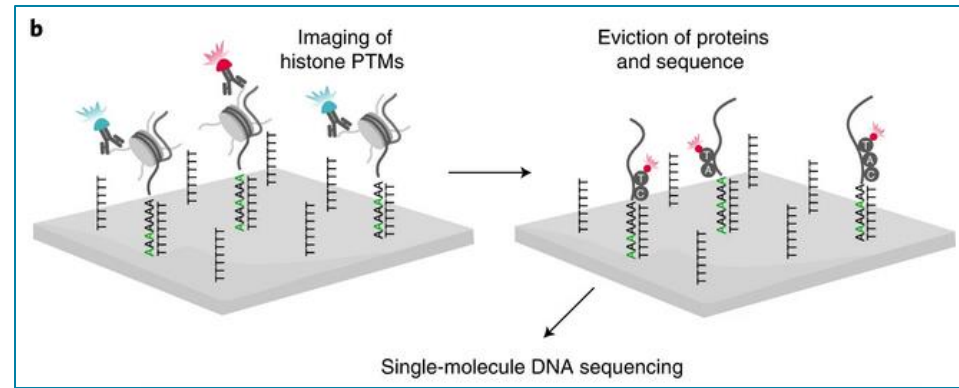 b
Imaging of
histone PTMs
Eviction of proteins
and sequence
T
C
T
A
T
A
C
Single-molecule DNA sequencing